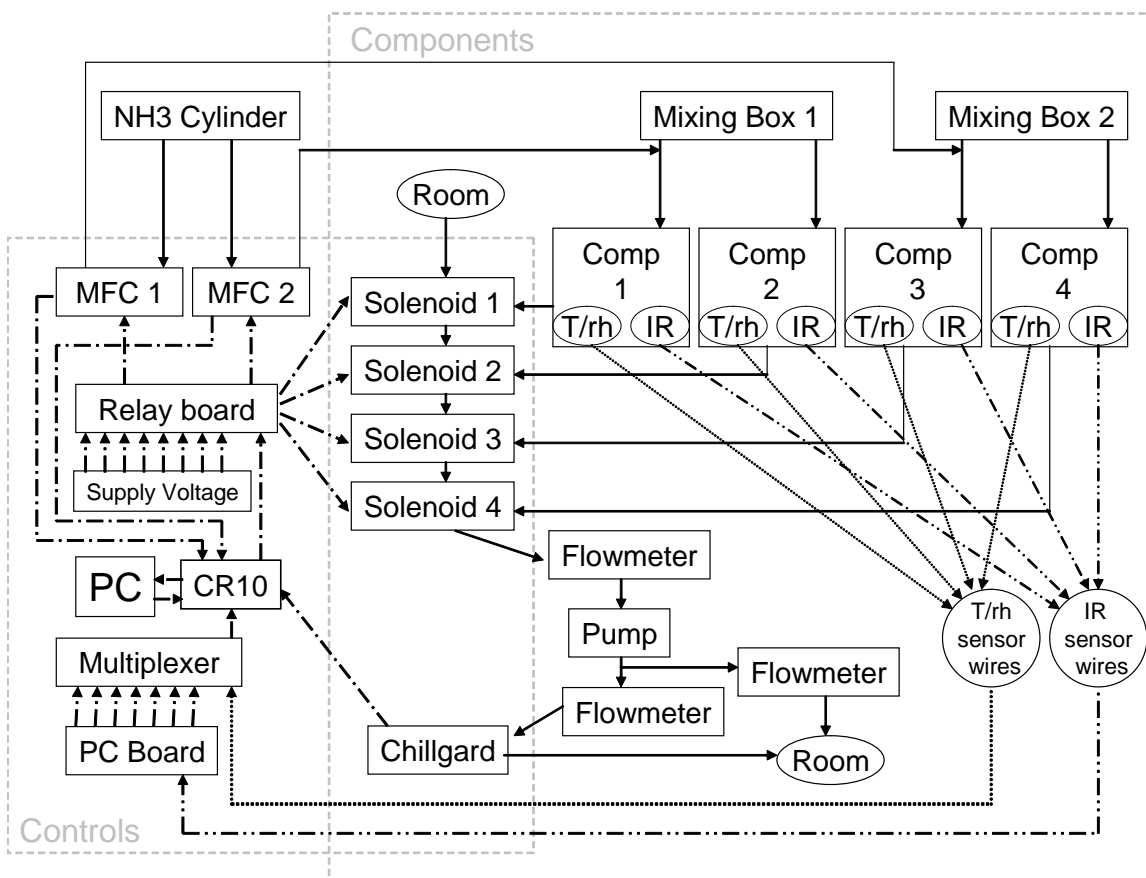 Components
NH3 Cylinder
Mixing Box 1
Mixing Box 2
Room
Comp
1
T/rh
IR
Comp
2
T/rh
IR
Comp
3
T/rh
IR
Comp
4
T/rh
IR
MFC 1
MFC 2
Solenoid 1
Solenoid 2
Relay board
Solenoid 3
Supply Voltage
Solenoid 4
Flowmeter
PC
CR10
T/rh
sensor
wires
IR
sensor
wires
Pump
Multiplexer
Flowmeter
Flowmeter
PC Board
Chillgard
Room
Controls